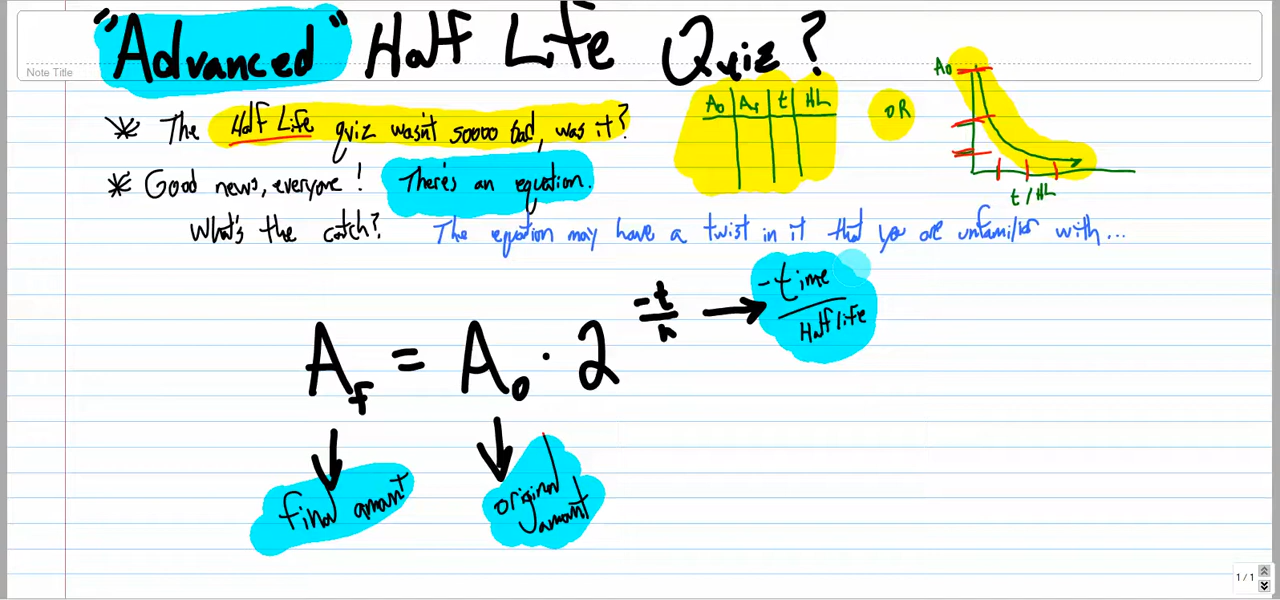 "Advanced" Half Life Quiz?
Note Title
The Half Life quiz wasn't soooo bad, was it?
Ao Af t HL
OR
Ao
t / HL
Good news, everyone! There's an equation.
What's the catch? The equation may have a twist in it that you are unfamiliar with...
Af = Ao · 2 -t/h → -time / Half life
final amount
original amount
1 / 1